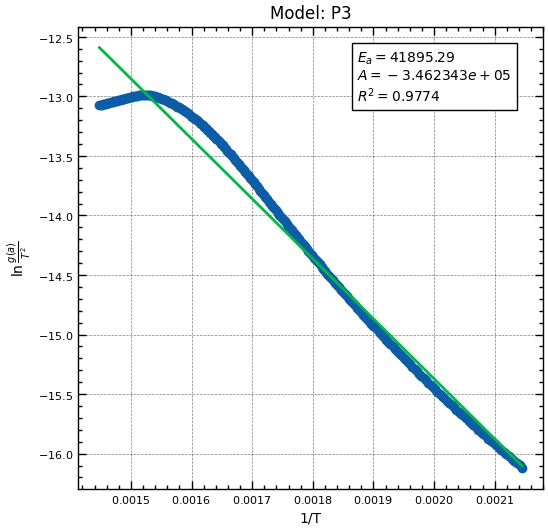 Model: P3
E_a = 41895.29
A = −3.462343e + 05
R² = 0.9774
−12.5
−13.0
−13.5
−14.0
−14.5
−15.0
−15.5
−16.0
ln g(a)/T²
0.0015 0.0016 0.0017 0.0018 0.0019 0.0020 0.0021
1/T